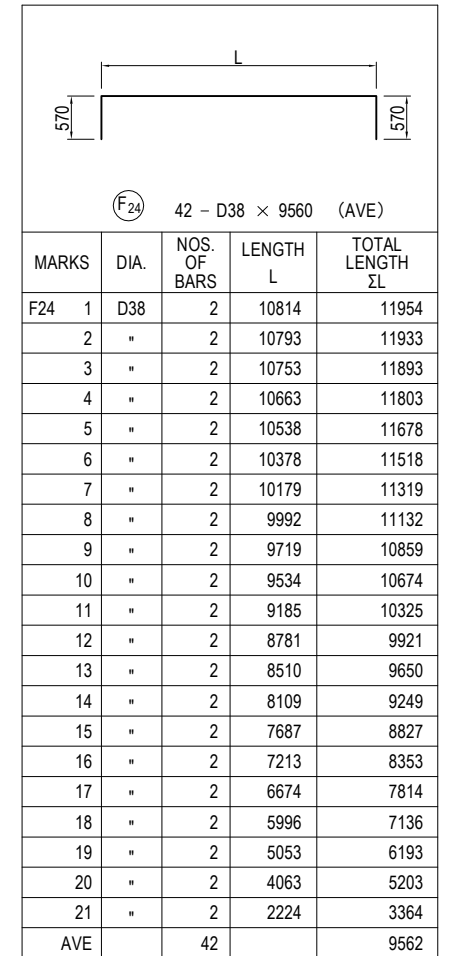 L
570 570
F24 42 – D38 × 9560 (AVE)
MARKS DIA. NOS. OF BARS LENGTH L TOTAL LENGTH ΣL
F24 1 D38 2 10814 11954
2 " 2 10793 11933
3 " 2 10753 11893
4 " 2 10663 11803
5 " 2 10538 11678
6 " 2 10378 11518
7 " 2 10179 11319
8 " 2 9992 11132
9 " 2 9719 10859
10 " 2 9534 10674
11 " 2 9185 10325
12 " 2 8781 9921
13 " 2 8510 9650
14 " 2 8109 9249
15 " 2 7687 8827
16 " 2 7213 8353
17 " 2 6674 7814
18 " 2 5996 7136
19 " 2 5053 6193
20 " 2 4063 5203
21 " 2 2224 3364
AVE 42 9562